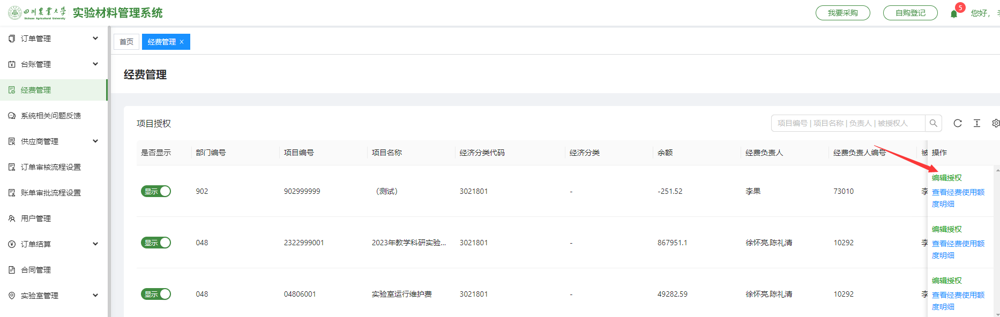 四川农业大学
Sichuan Agricultural University
实验材料管理系统
我要采购
自购登记
5
您好，
订单管理
台账管理
经费管理
系统相关问题反馈
供应商管理
订单审核流程设置
账单审批流程设置
用户管理
订单结算
合同管理
实验室管理
首页
经费管理 ×
经费管理
项目授权
项目编号 | 项目名称 | 负责人 | 被授权人
是否显示 部门编号 项目编号 项目名称 经济分类代码 经济分类 余额 经费负责人 经费负责人编号 被 操作
显示 902 902999999 （测试） 3021801 - -251.52 李果 73010 李 编辑授权
查看经费使用额
度明细
显示 048 2322999001 2023年教学科研实验... 3021801 - 867951.1 徐怀亮,陈礼清 10292 李 编辑授权
查看经费使用额
度明细
显示 048 04806001 实验室运行维护费 3021801 - 49282.59 徐怀亮,陈礼清 10292 李 编辑授权
查看经费使用额
度明细